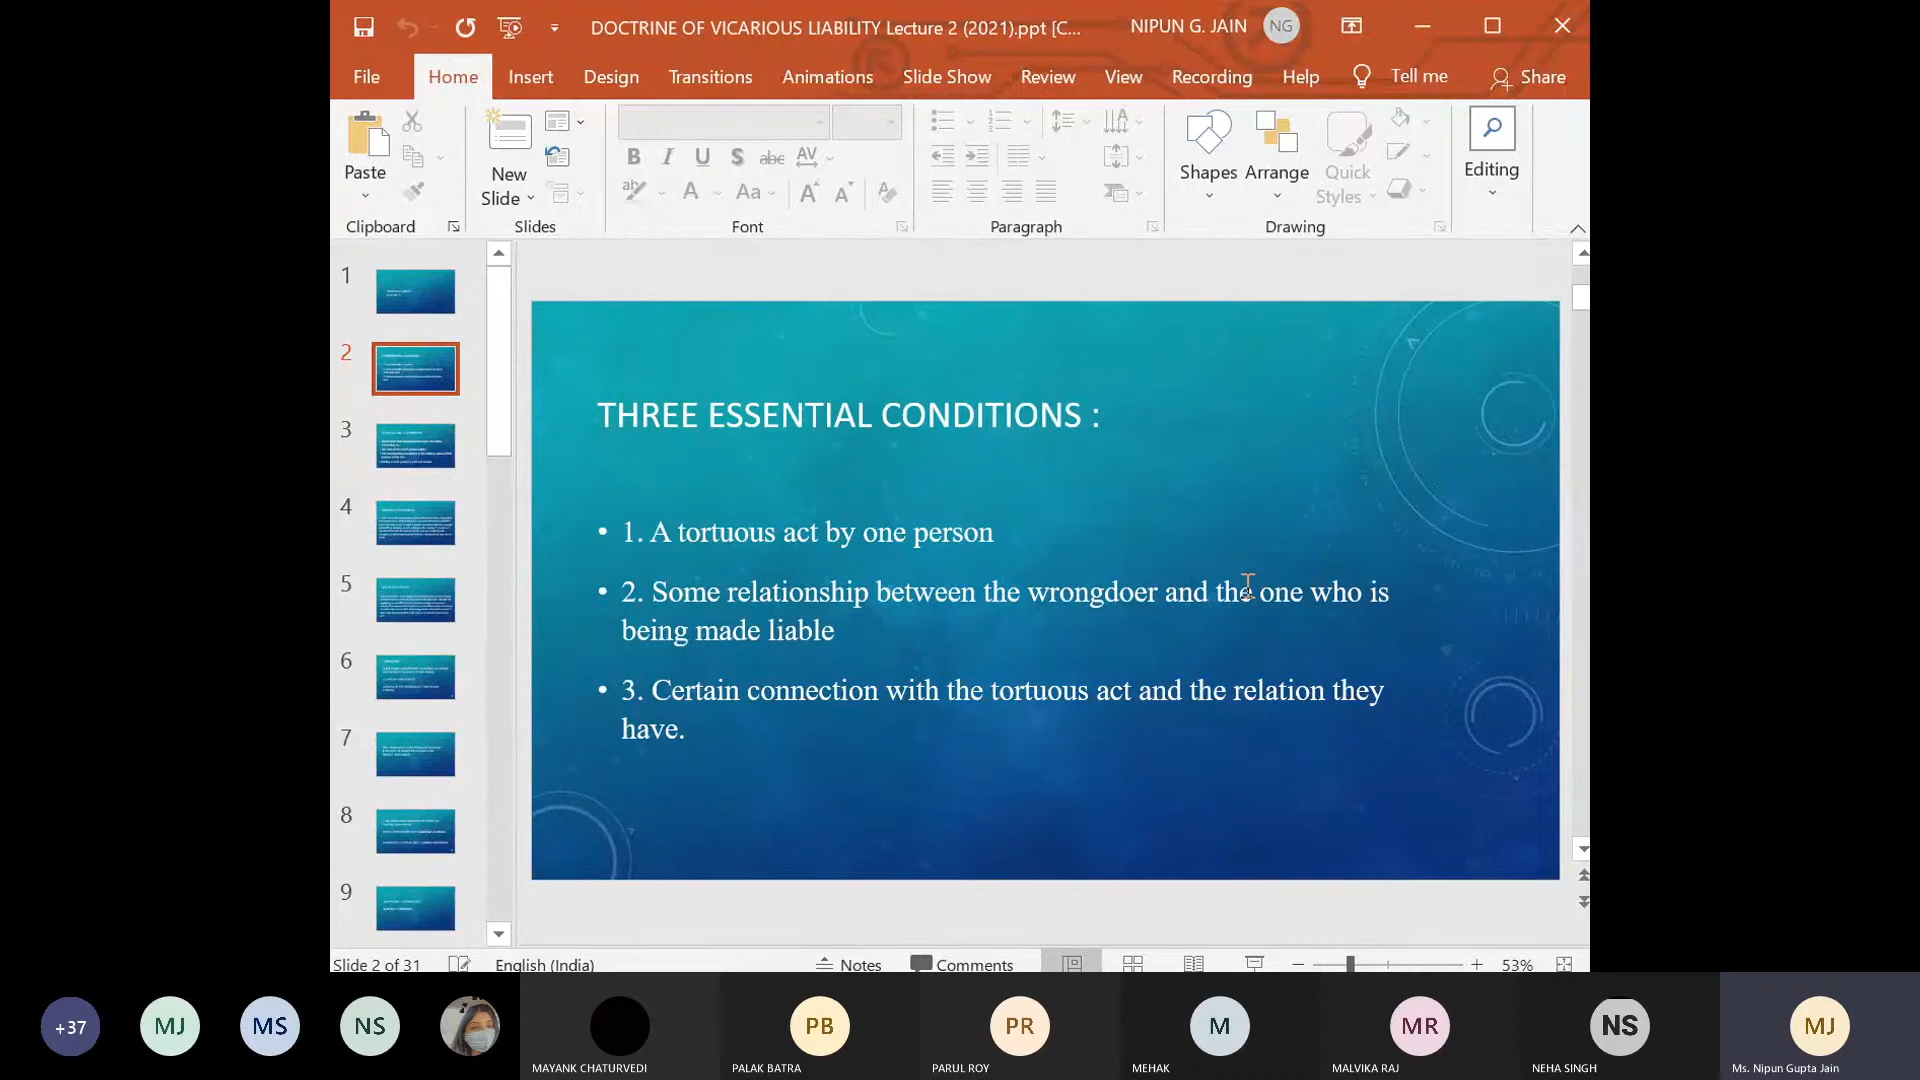 DOCTRINE OF VICARIOUS LIABILITY Lecture 2 (2021).ppt [C...
NIPUN G. JAIN
NG
File
Home
Insert
Design
Transitions
Animations
Slide Show
Review
View
Recording
Help
Tell me
Share
Paste
New
Slide
Shapes
Arrange
Quick
Styles
Editing
Clipboard
Slides
Font
Paragraph
Drawing
1
2
3
4
5
6
7
8
9
THREE ESSENTIAL CONDITIONS :
• 1. A tortuous act by one person
• 2. Some relationship between the wrongdoer and the one who is
being made liable
• 3. Certain connection with the tortuous act and the relation they
have.
Slide 2 of 31
English (India)
Notes
Comments
53%
+37
MJ
MS
NS
PB
PR
M
MR
NS
MJ
MAYANK CHATURVEDI
PALAK BATRA
PARUL ROY
MEHAK
MALVIKA RAJ
NEHA SINGH
Ms. Nipun Gupta Jain